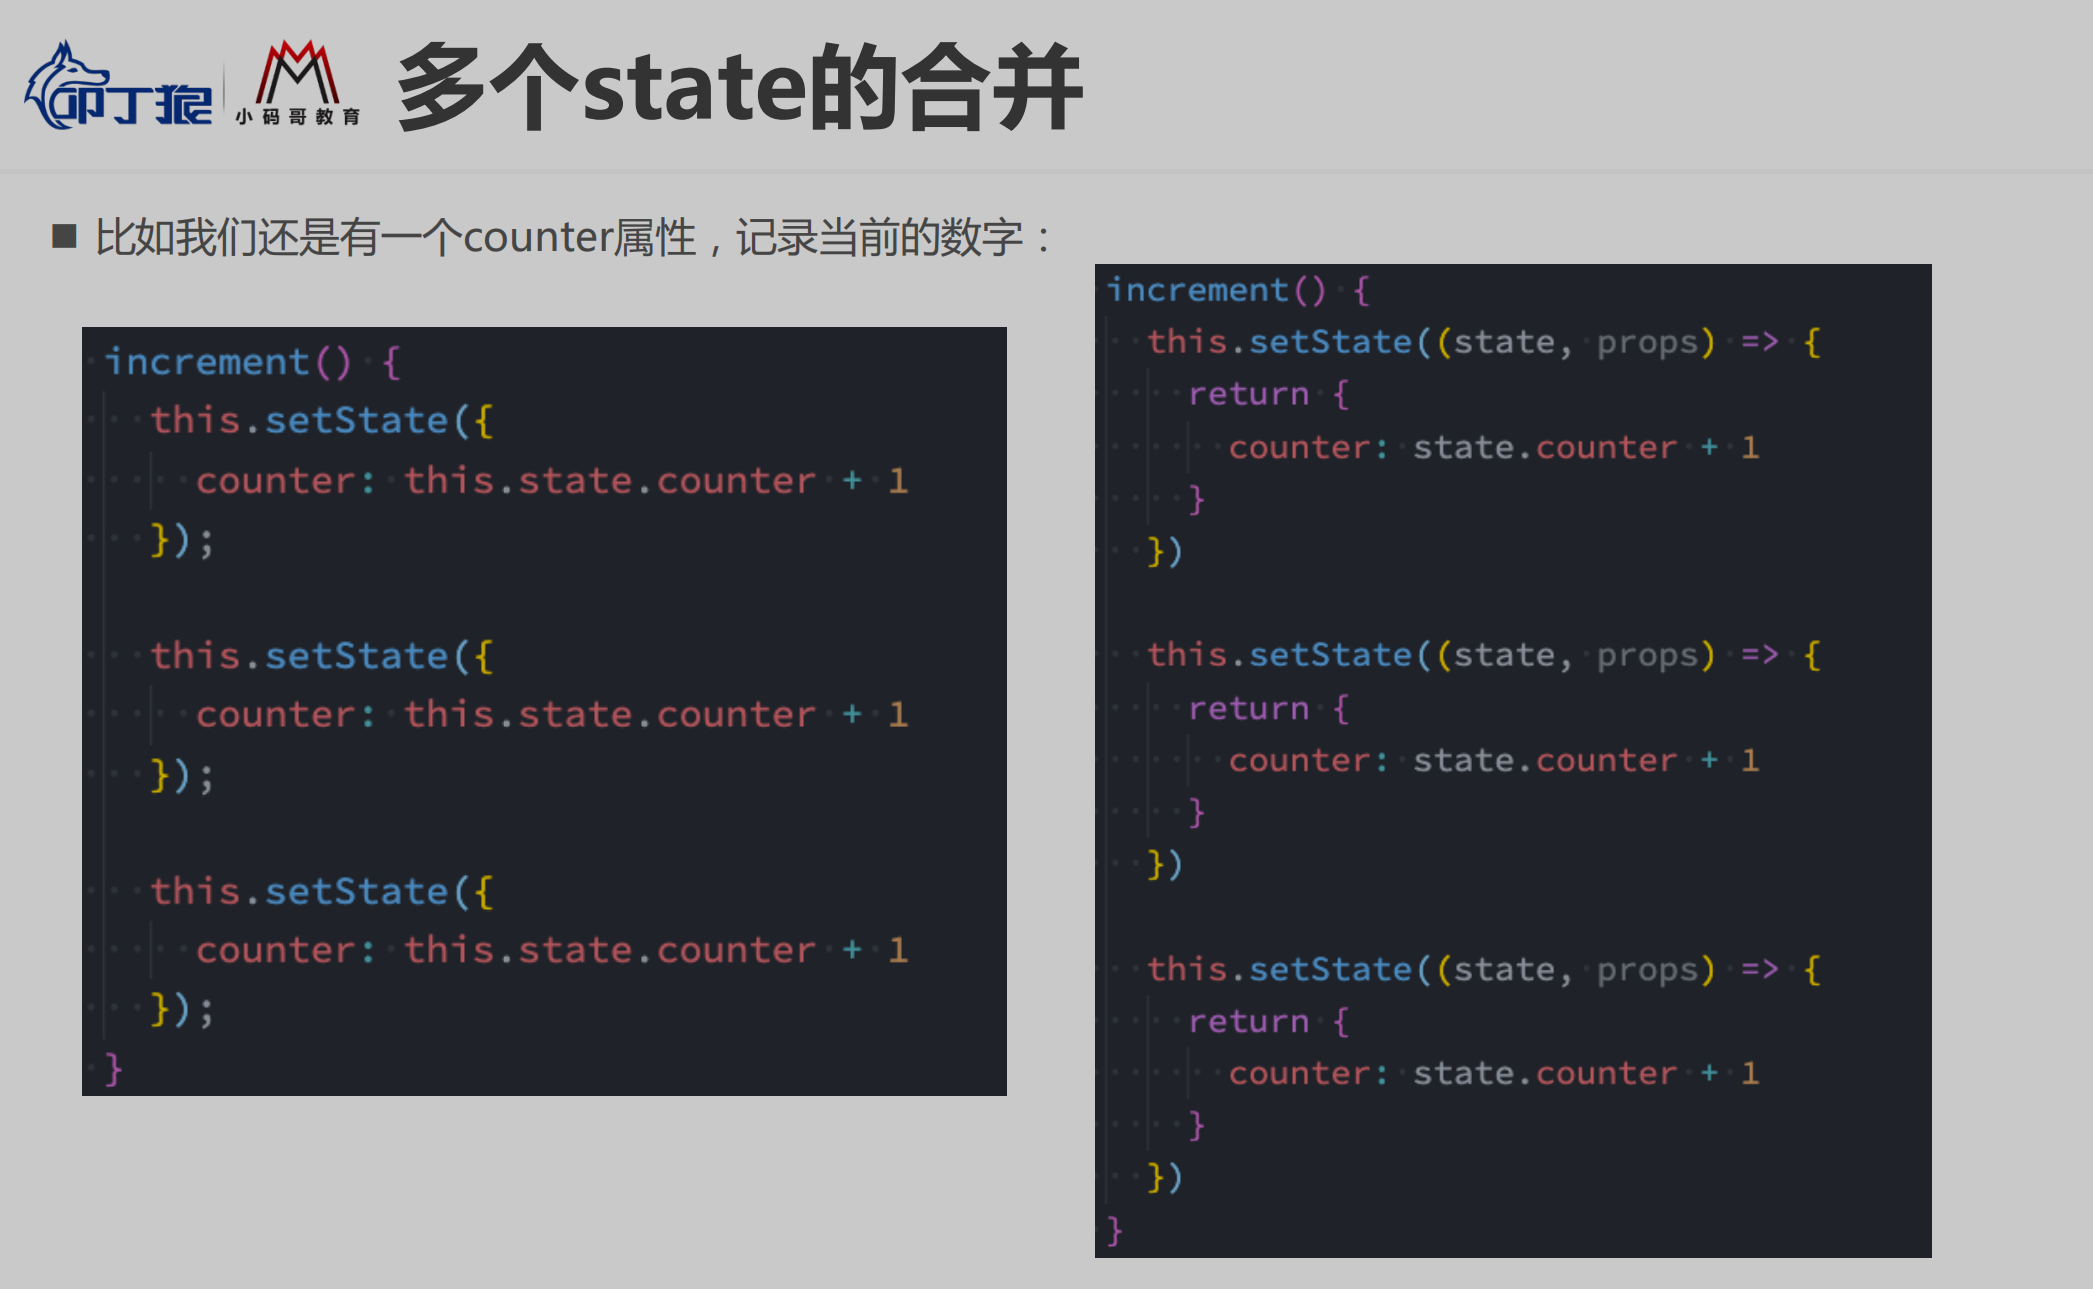 叩丁狼
小码哥教育
多个state的合并
■ 比如我们还是有一个counter属性，记录当前的数字：
increment() {
this.setState({
counter: this.state.counter + 1
});
this.setState({
counter: this.state.counter + 1
});
this.setState({
counter: this.state.counter + 1
});
}
increment() {
this.setState((state, props) => {
return {
counter: state.counter + 1
}
})
this.setState((state, props) => {
return {
counter: state.counter + 1
}
})
this.setState((state, props) => {
return {
counter: state.counter + 1
}
})
}